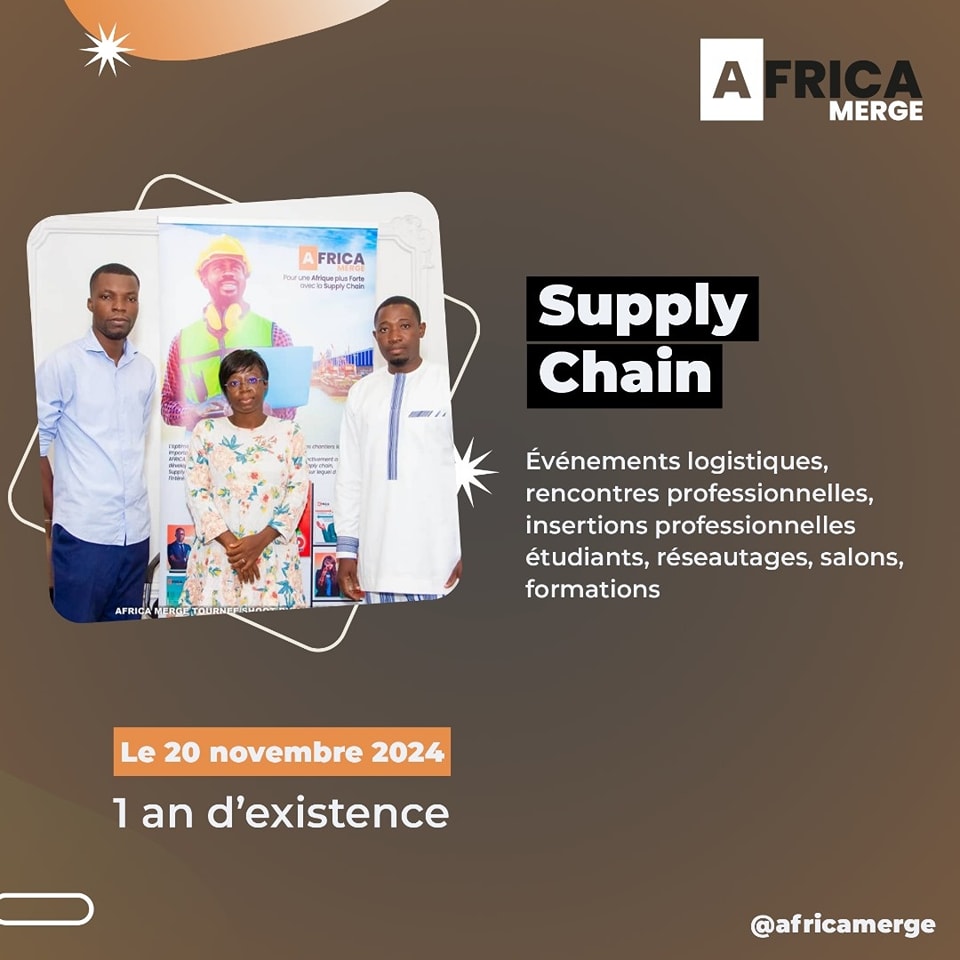 AFRICA
MERGE
AFRICA
MERGE
Pour une Afrique plus Forte
avec la Supply Chain
AFRICA MERGE TOURNEE SHOOT
Supply
Chain
Événements logistiques,
rencontres professionnelles,
insertions professionnelles
étudiants, réseautages, salons,
formations
Le 20 novembre 2024
1 an d’existence
@africamerge